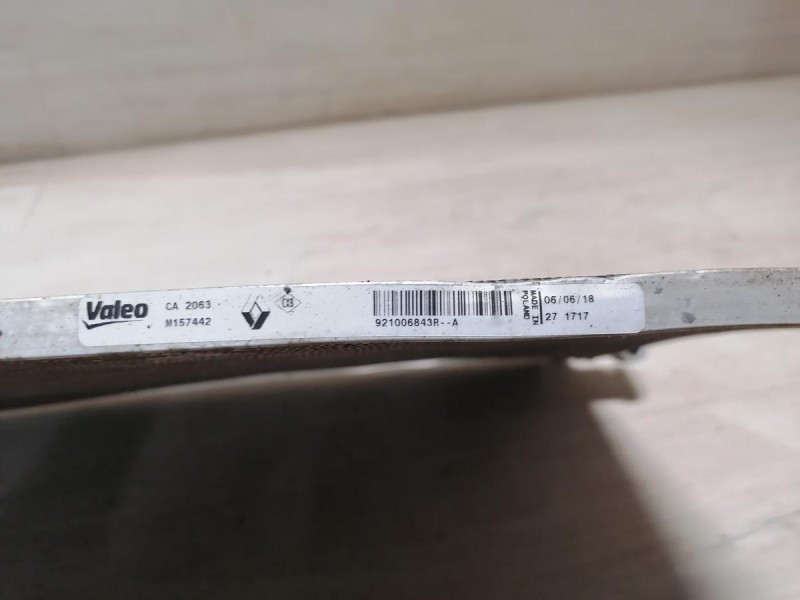 Valeo
CA 2063
M157442
921006843R--A
MADE IN
POLAND
06/06/18
27 1717